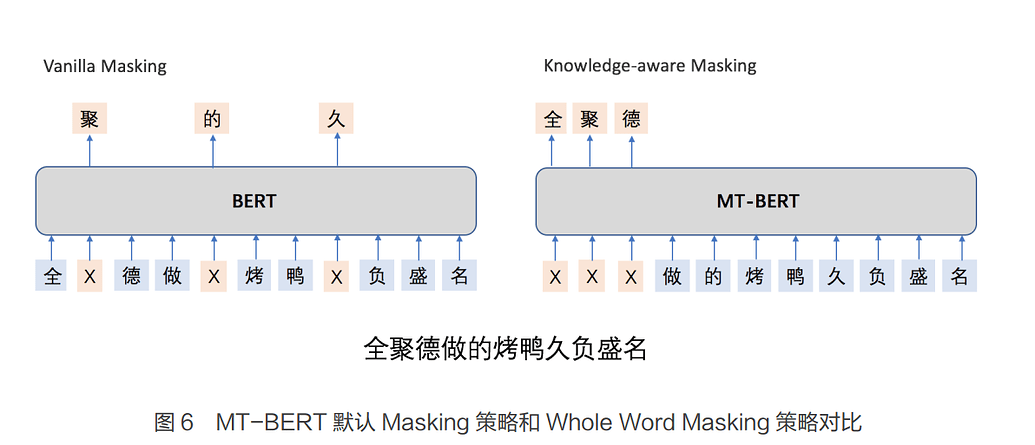 Vanilla Masking
聚 的 久
BERT
全 X 德 做 X 烤 鸭 X 负 盛 名
Knowledge-aware Masking
全 聚 德
MT-BERT
X X X 做 的 烤 鸭 久 负 盛 名
全聚德做的烤鸭久负盛名
图 6 MT-BERT 默认 Masking 策略和 Whole Word Masking 策略对比